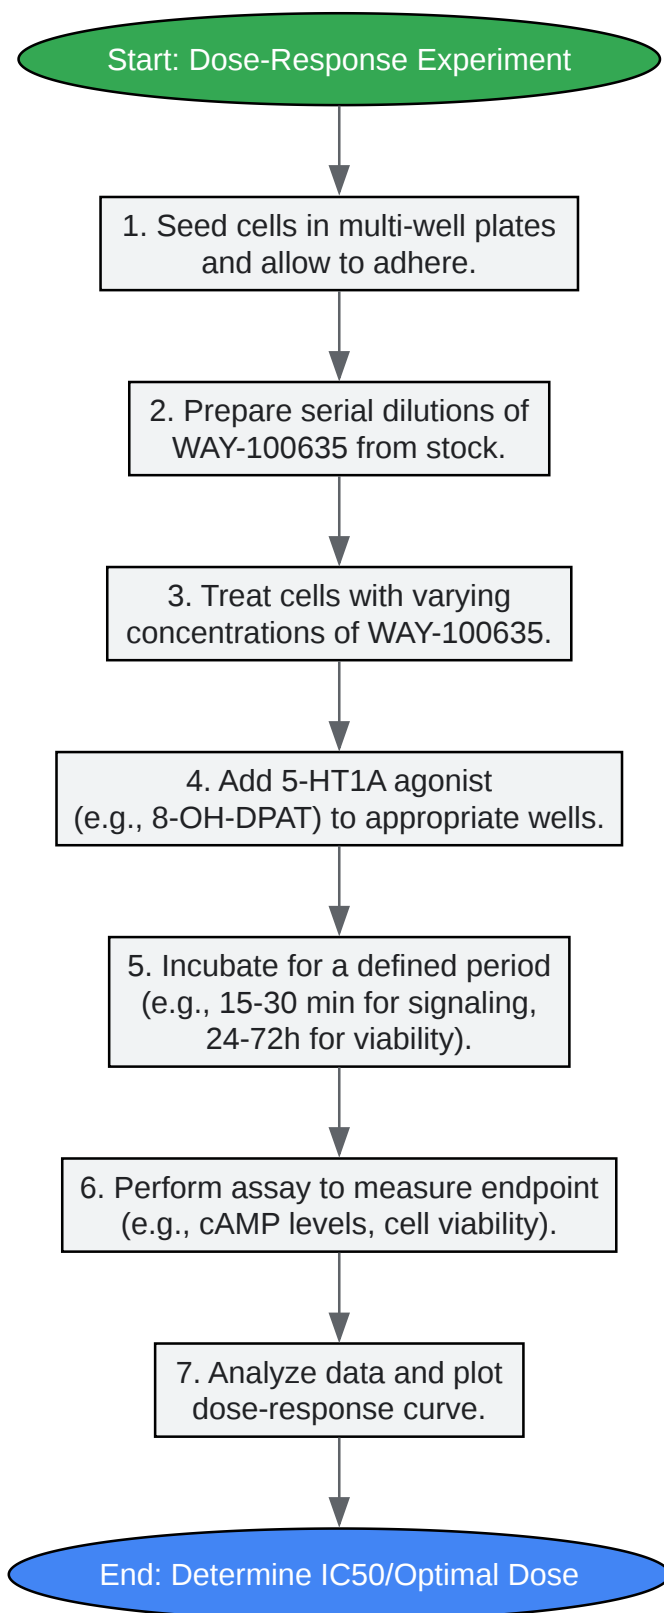 Start: Dose-Response Experiment
1. Seed cells in multi-well plates
and allow to adhere.
2. Prepare serial dilutions of
WAY-100635 from stock.
3. Treat cells with varying
concentrations of WAY-100635.
4. Add 5-HT1A agonist
(e.g., 8-OH-DPAT) to appropriate wells.
5. Incubate for a defined period
(e.g., 15-30 min for signaling,
24-72h for viability).
6. Perform assay to measure endpoint
(e.g., cAMP levels, cell viability).
7. Analyze data and plot
dose-response curve.
End: Determine IC50/Optimal Dose